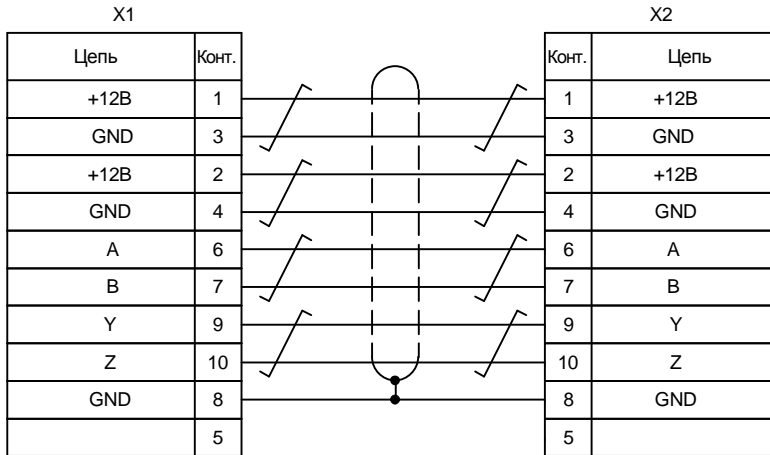 X1 X2
Цепь Конт. Конт. Цепь
+12В 1 1 +12В
GND 3 3 GND
+12В 2 2 +12В
GND 4 4 GND
A 6 6 A
B 7 7 B
Y 9 9 Y
Z 10 10 Z
GND 8 8 GND
5 5